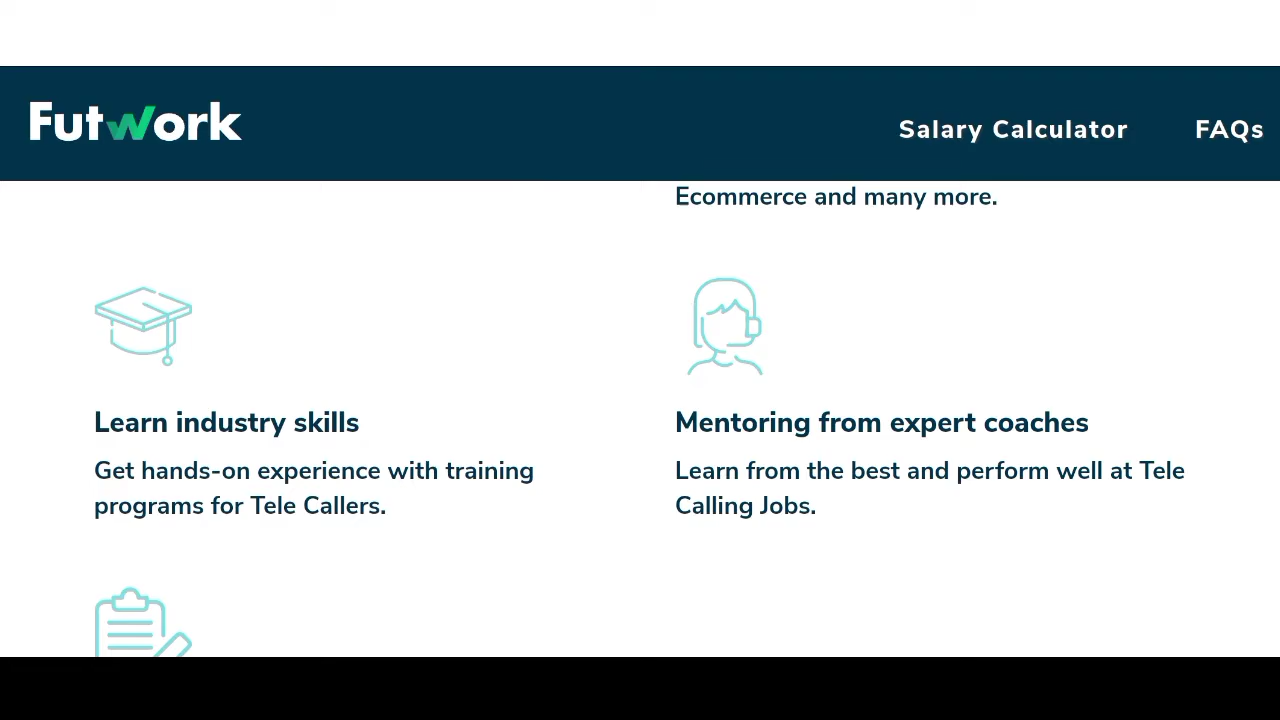 Futwork
Salary Calculator
FAQs
Ecommerce and many more.
Learn industry skills
Get hands-on experience with training
programs for Tele Callers.
Mentoring from expert coaches
Learn from the best and perform well at Tele
Calling Jobs.